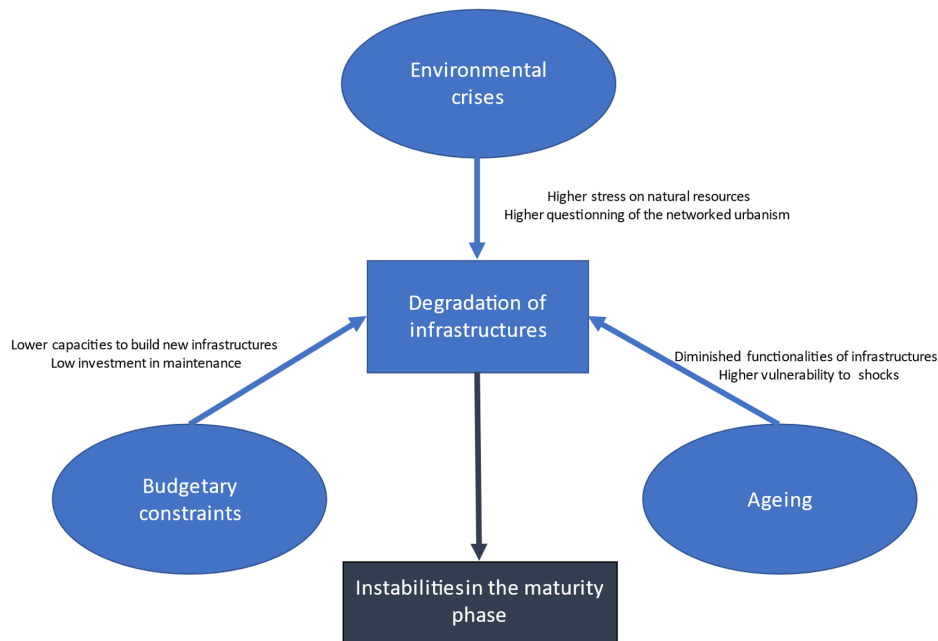 Environmental
crises
Higher stress on natural resources
Higher questionning of the networked urbanism
Degradation of
infrastructures
Lower capacities to build new infrastructures
Low investment in maintenance
Diminished functionalities of infrastructures
Higher vulnerability to shocks
Budgetary
constraints
Ageing
Instabilitiesin the maturity
phase